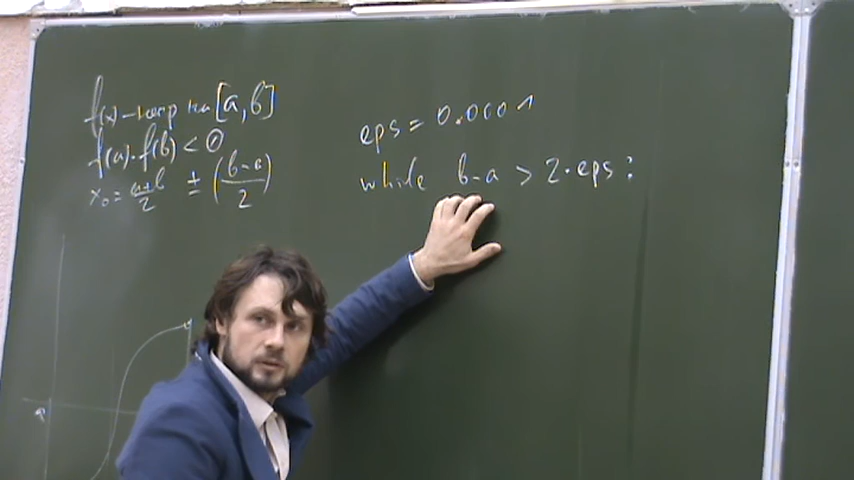 f(x) – непр на [a, b]
f(a)·f(b) < 0
x₀ = (a+b)/2 ± ((b-a)/2)
eps = 0.0001
while b-a > 2·eps: